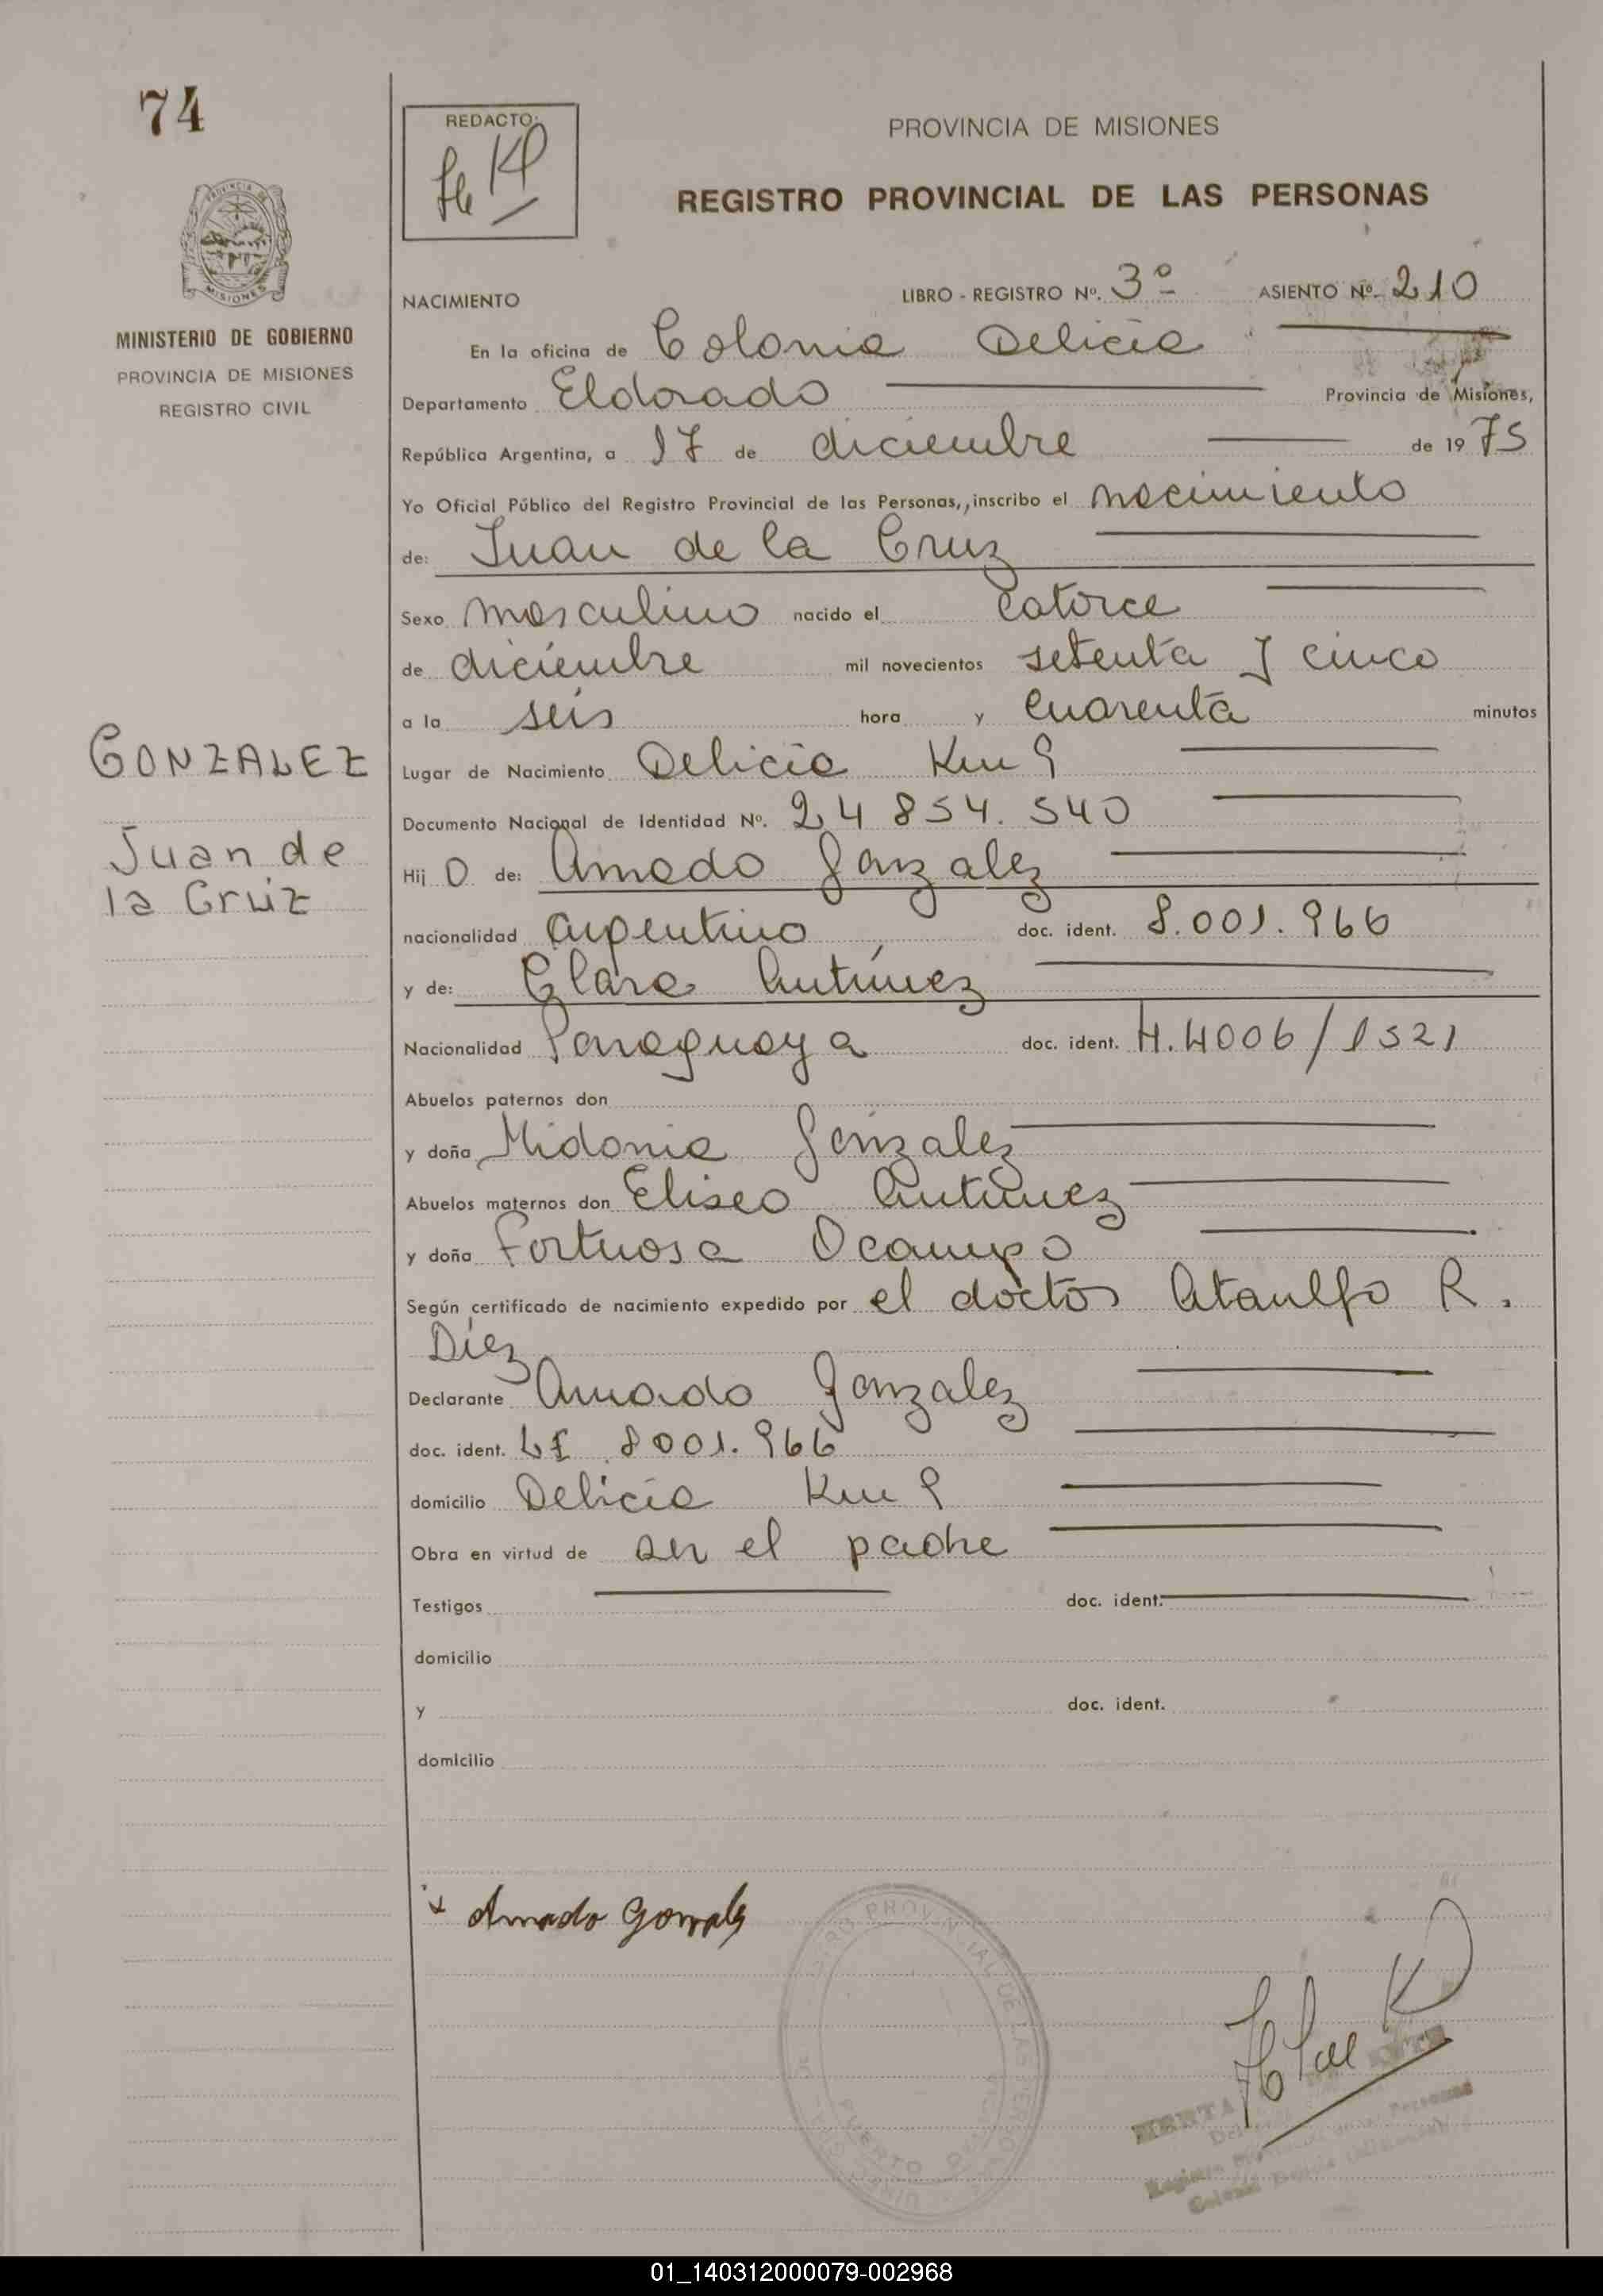 74
PROVINCIA DE
MISIONES
MINISTERIO DE GOBIERNO
PROVINCIA DE MISIONES
REGISTRO CIVIL
GONZALEZ
Juan de
la Cruz
REDACTO:
PROVINCIA DE MISIONES
REGISTRO PROVINCIAL DE LAS PERSONAS
NACIMIENTO LIBRO - REGISTRO Nº. 3º ASIENTO Nº. 210
En la oficina de Colonia Delicia
Departamento Eldorado Provincia de Misiones,
República Argentina, a 17 de diciembre de 1975
Yo Oficial Público del Registro Provincial de las Personas,, inscribo el nacimiento
de: Juan de la Cruz
Sexo masculino nacido el catorce
de diciembre mil novecientos setenta y cinco
a la seis hora y cuarenta minutos
Lugar de Nacimiento Delicia Km 9
Documento Nacional de Identidad Nº. 24 854. 540
Hij o de: Amado Gonzalez
nacionalidad argentino doc. ident. 8.001.966
y de: Clara Antunez
Nacionalidad Paraguaya doc. ident. H.4006/1521
Abuelos paternos don
y doña Midonia Gonzalez
Abuelos maternos don Eliseo Antunez
y doña Fortuosa Ocampo
Según certificado de nacimiento expedido por el doctor Ataulfo R.
Díez
Declarante Amado Gonzalez
doc. ident. LE 8001.966
domicilio Delicia Km 9
Obra en virtud de ser el padre
Testigos doc. ident.
domicilio
y doc. ident.
domicilio
x Amado Gonzalez
01_140312000079-002968